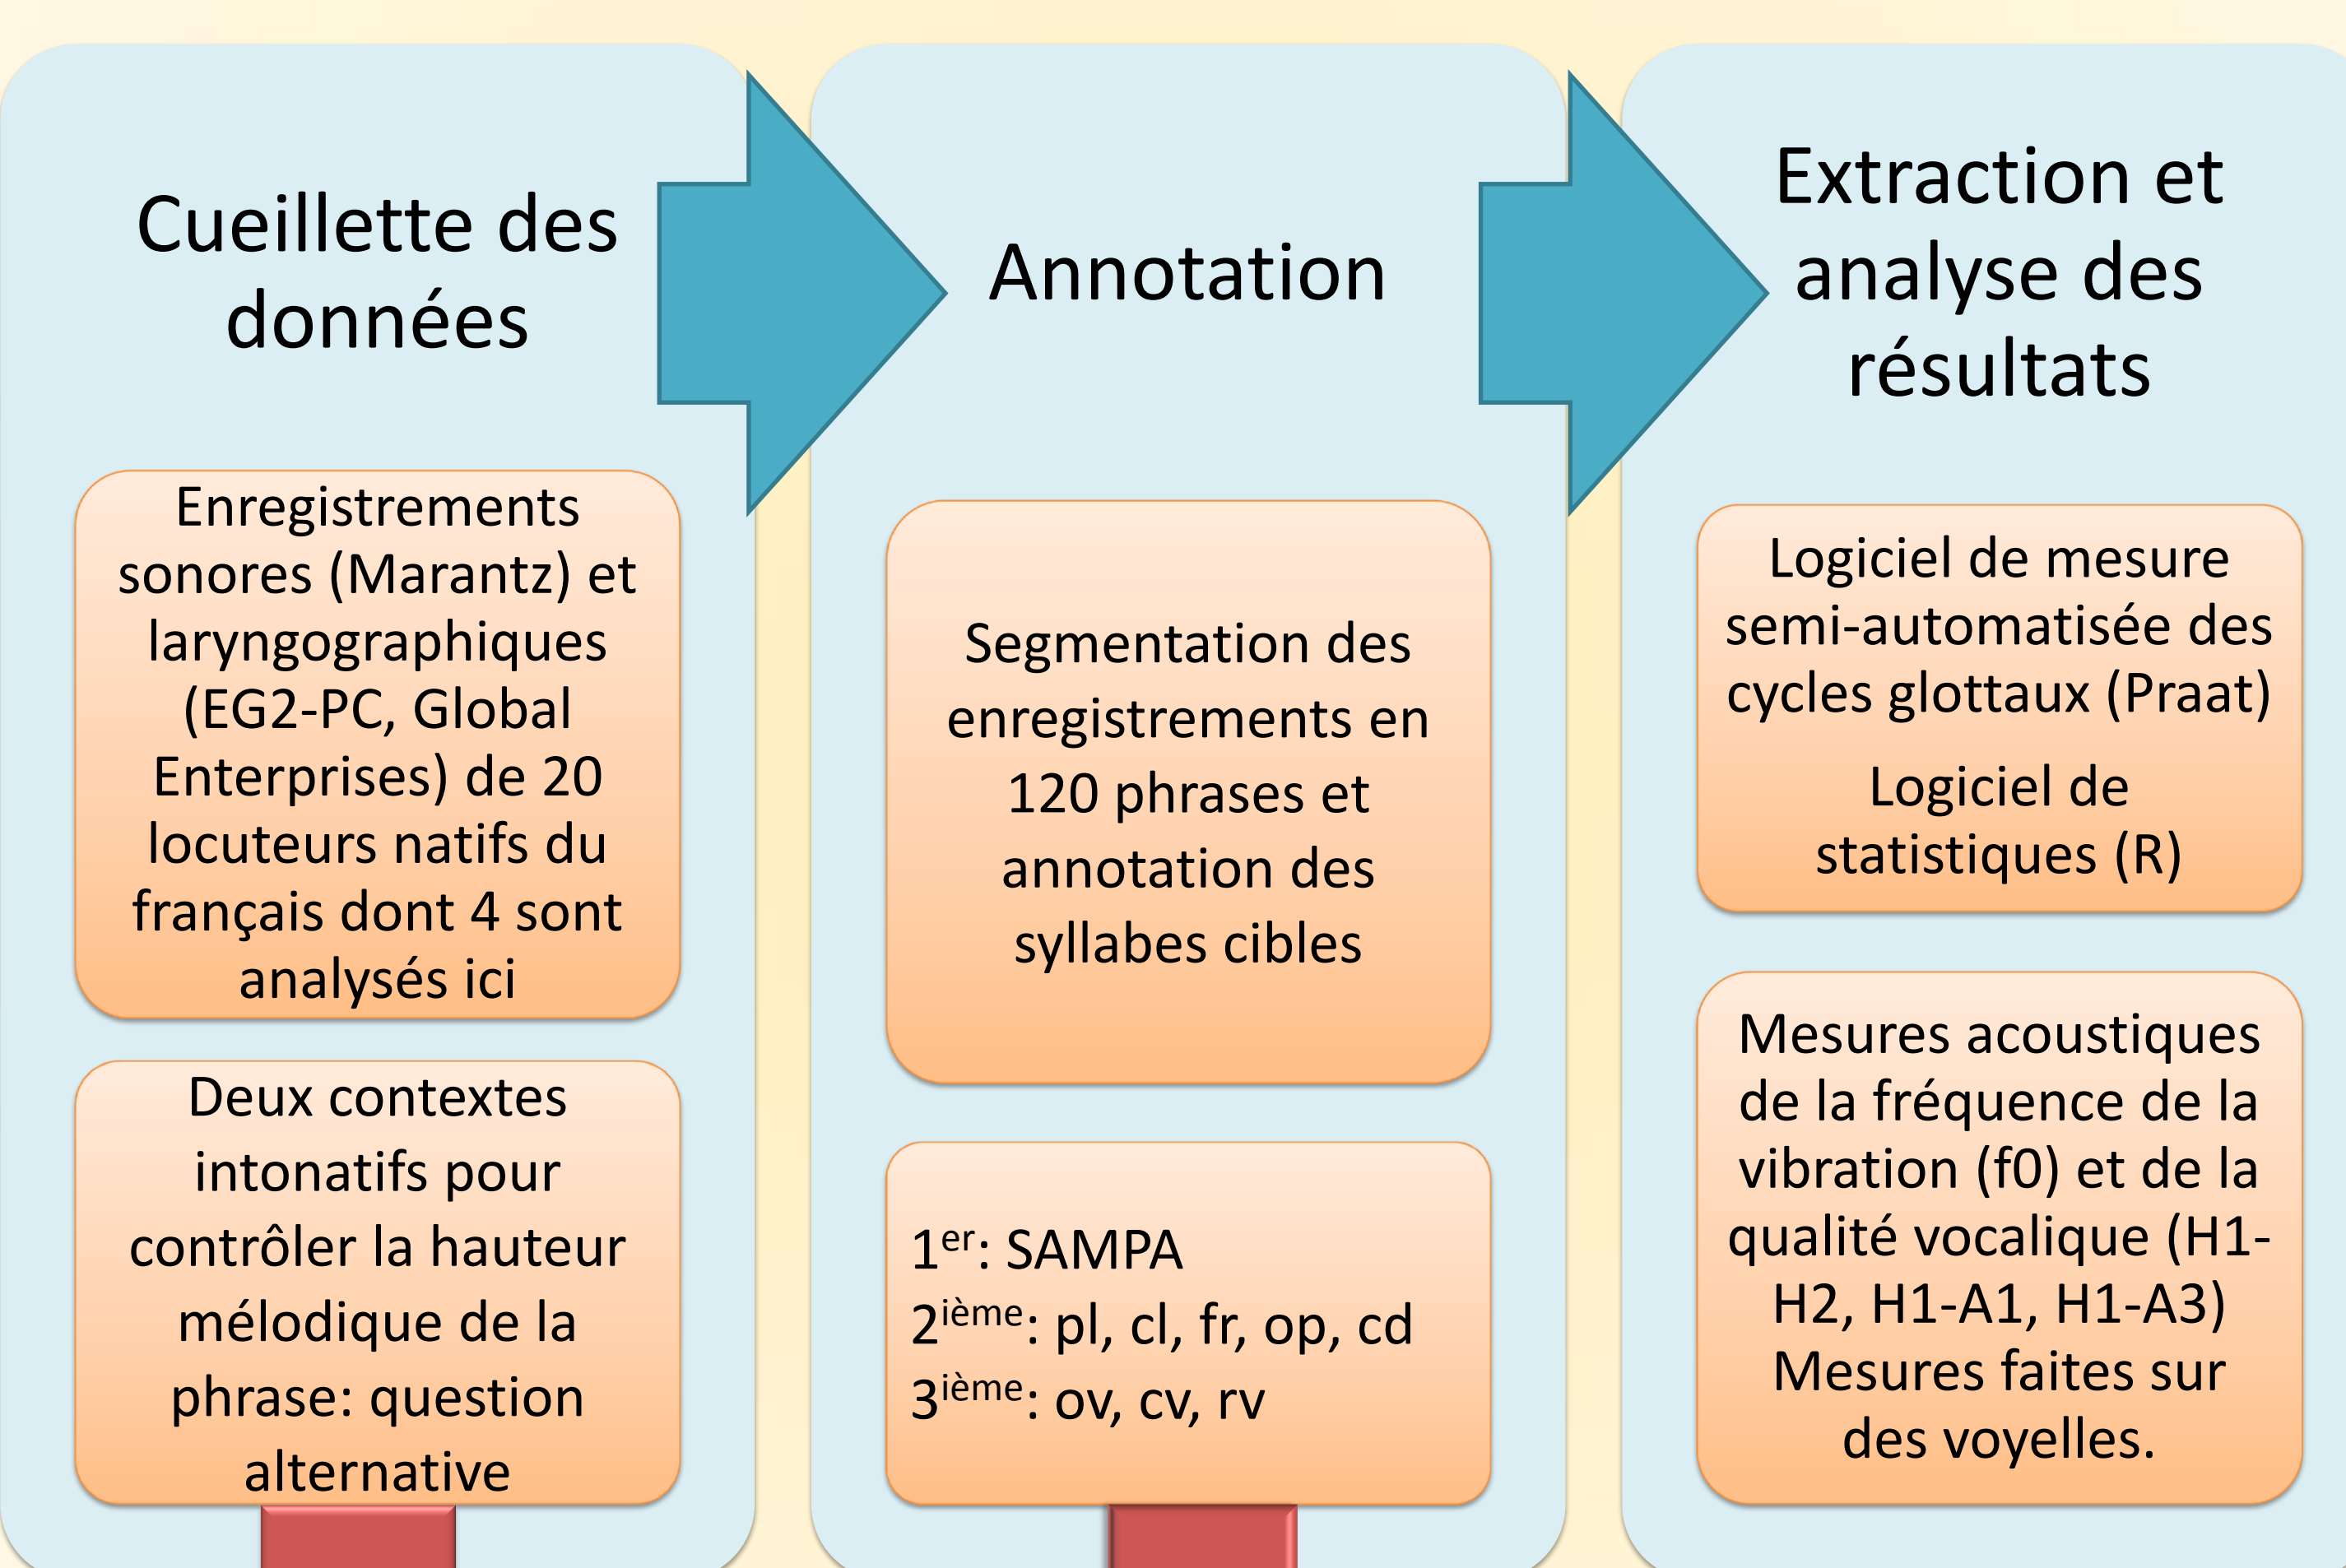 Cueillette des
données
Enregistrements
sonores (Marantz) et
laryngographiques
(EG2-PC, Global
Enterprises) de 20
locuteurs natifs du
français dont 4 sont
analysés ici
Deux contextes
intonatifs pour
contrôler la hauteur
mélodique de la
phrase: question
alternative
Annotation
Segmentation des
enregistrements en
120 phrases et
annotation des
syllabes cibles
1er: SAMPA
2ième: pl, cl, fr, op, cd
3ième: ov, cv, rv
Extraction et
analyse des
résultats
Logiciel de mesure
semi-automatisée des
cycles glottaux (Praat)
Logiciel de
statistiques (R)
Mesures acoustiques
de la fréquence de la
vibration (f0) et de la
qualité vocalique (H1-
H2, H1-A1, H1-A3)
Mesures faites sur
des voyelles.